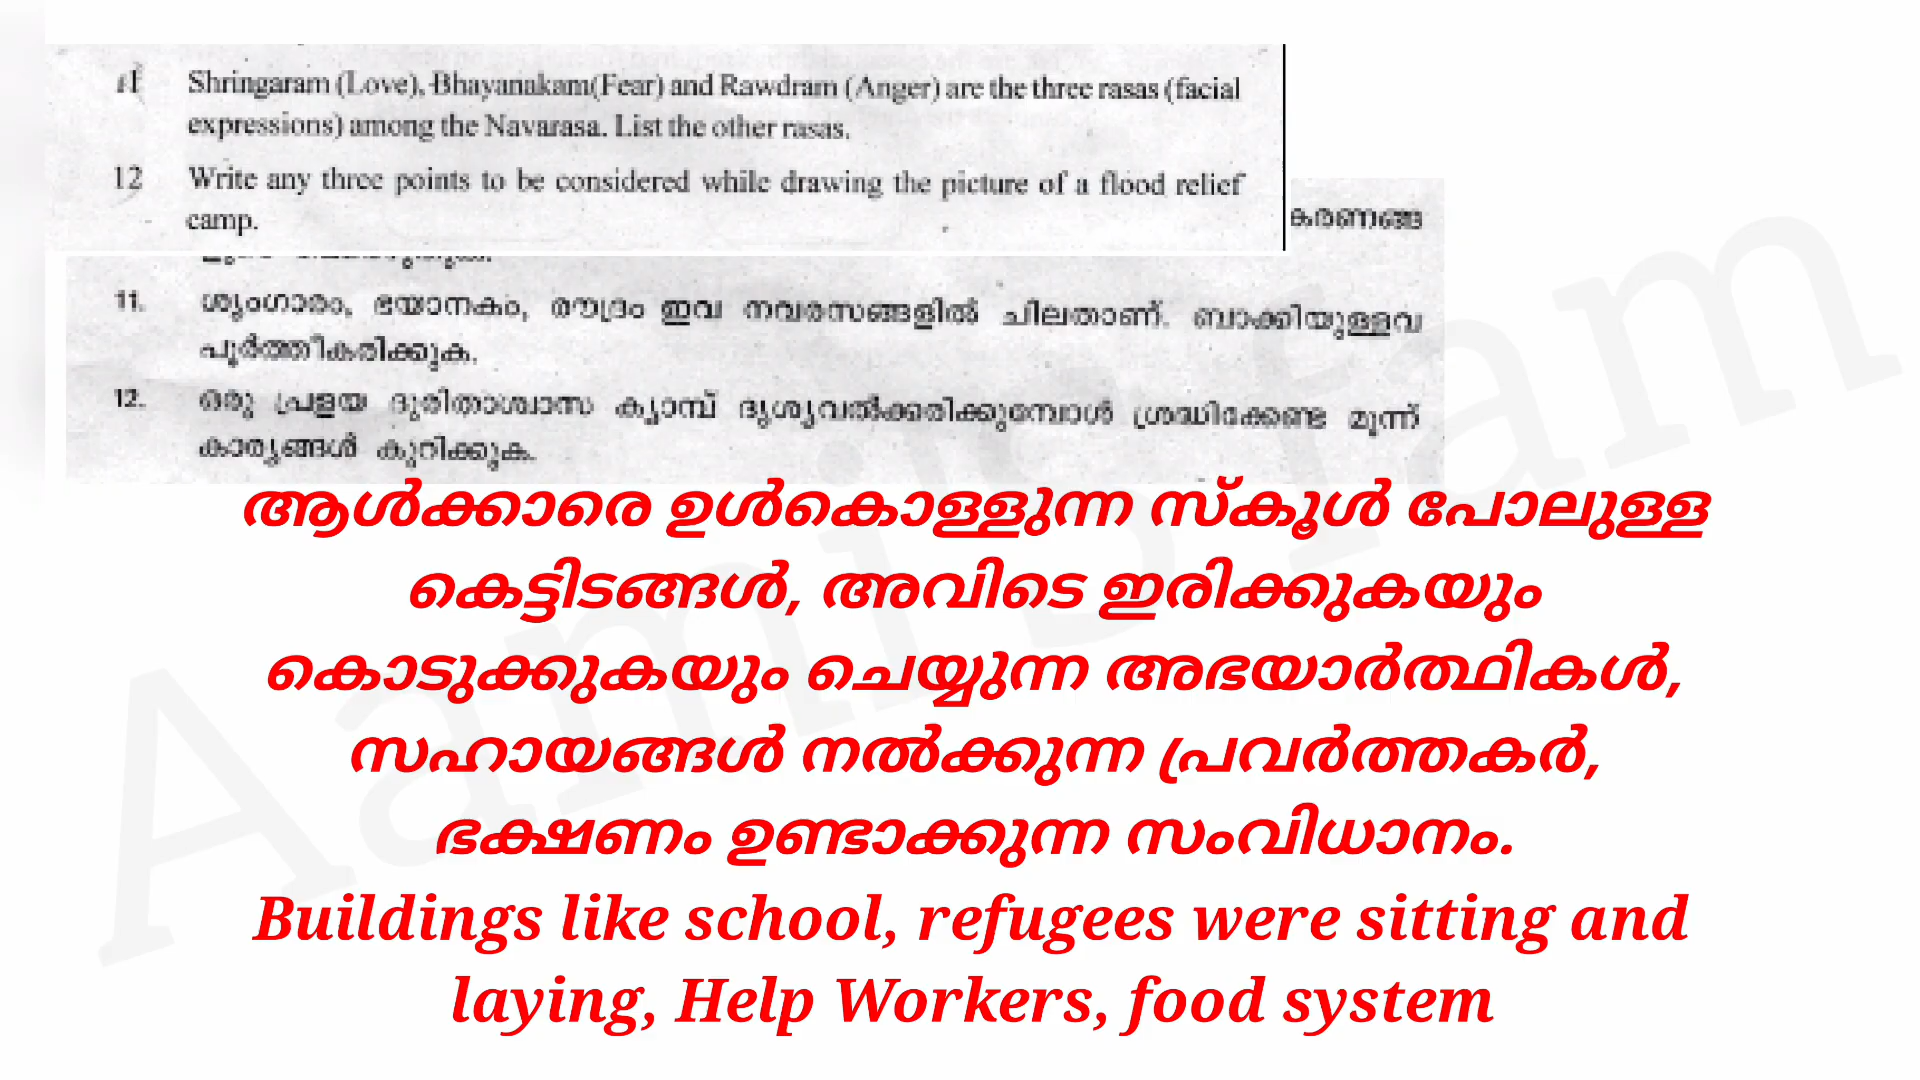 11 Shringaram (Love), Bhayanakam(Fear) and Rawdram (Anger) are the three rasas (facial
expressions) among the Navarasa. List the other rasas.
12 Write any three points to be considered while drawing the picture of a flood relief
camp.
കരണങ്ങ
11. ശൃംഗാരം, ഭയാനകം, രൗദ്രം ഇവ നവരസങ്ങളിൽ ചിലതാണ്. ബാക്കിയുള്ളവ
പൂർത്തീകരിക്കുക.
12. ഒരു പ്രളയ ദുരിതാശ്വാസ ക്യാമ്പ് ദൃശ്യവൽക്കരിക്കുമ്പോൾ ശ്രദ്ധിക്കേണ്ട മൂന്ന്
കാര്യങ്ങൾ കുറിക്കുക.
ആൾക്കാരെ ഉൾകൊള്ളുന്ന സ്കൂൾ പോലുള്ള
കെട്ടിടങ്ങൾ, അവിടെ ഇരിക്കുകയും
കൊടുക്കുകയും ചെയ്യുന്ന അഭയാർത്ഥികൾ,
സഹായങ്ങൾ നൽക്കുന്ന പ്രവർത്തകർ,
ഭക്ഷണം ഉണ്ടാക്കുന്ന സംവിധാനം.
Buildings like school, refugees were sitting and
laying, Help Workers, food system